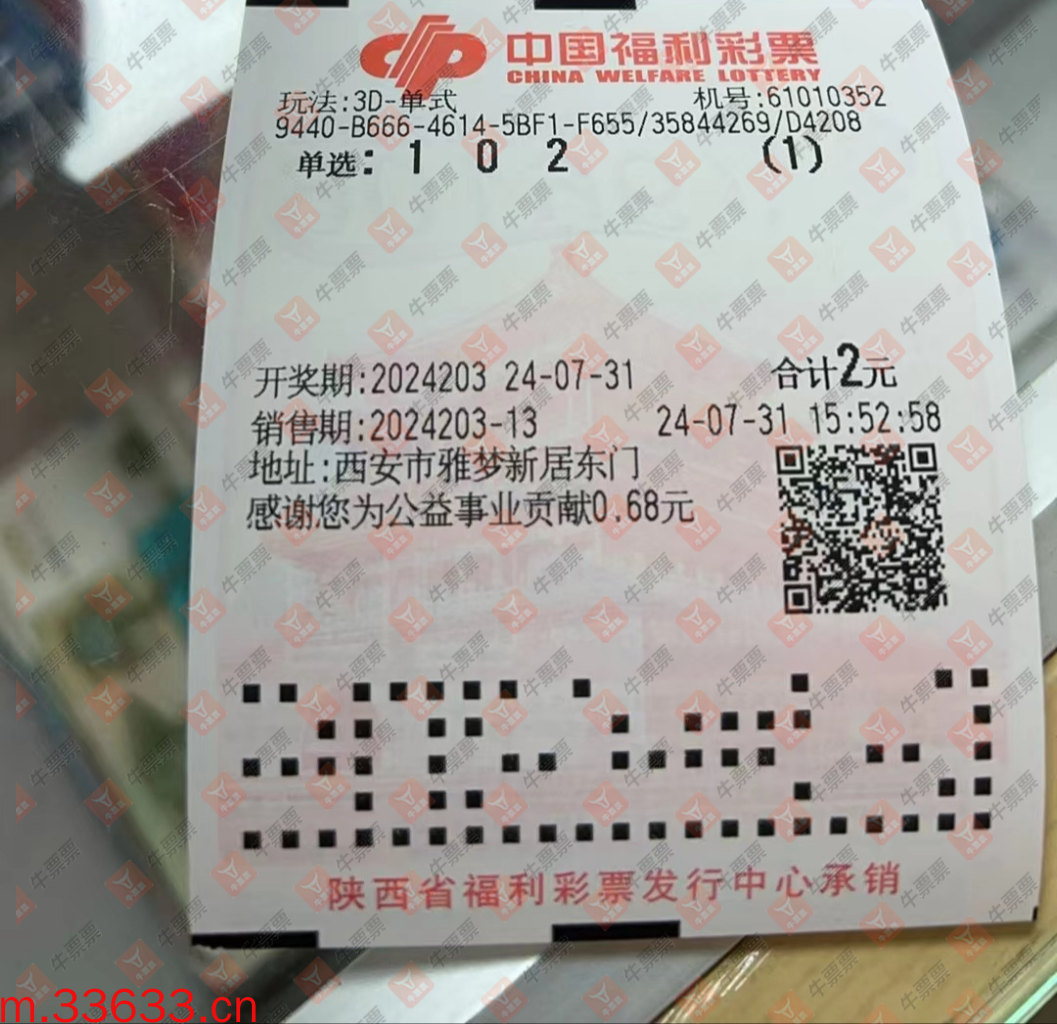 中国福利彩票
CHINA WELFARE LOTTERY
玩法:3D-单式 机号:61010352
9440-B666-4614-5BF1-F655/35844269/D4208
单选: 1 0 2 (1)
开奖期:2024203 24-07-31 合计2元
销售期:2024203-13 24-07-31 15:52:58
地址:西安市雅梦新居东门
感谢您为公益事业贡献0.68元
陕西省福利彩票发行中心承销
牛票票
m.33633.cn